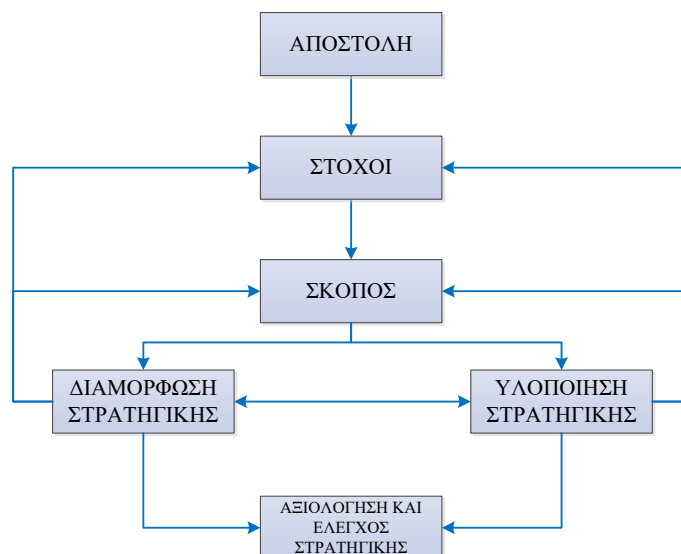 ΑΠΟΣΤΟΛΗ
ΣΤΟΧΟΙ
ΣΚΟΠΟΣ
ΔΙΑΜΟΡΦΩΣΗ
ΣΤΡΑΤΗΓΙΚΗΣ
ΥΛΟΠΟΙΗΣΗ
ΣΤΡΑΤΗΓΙΚΗΣ
ΑΞΙΟΛΟΓΗΣΗ ΚΑΙ
ΕΛΕΓΧΟΣ
ΣΤΡΑΤΗΓΙΚΗΣ